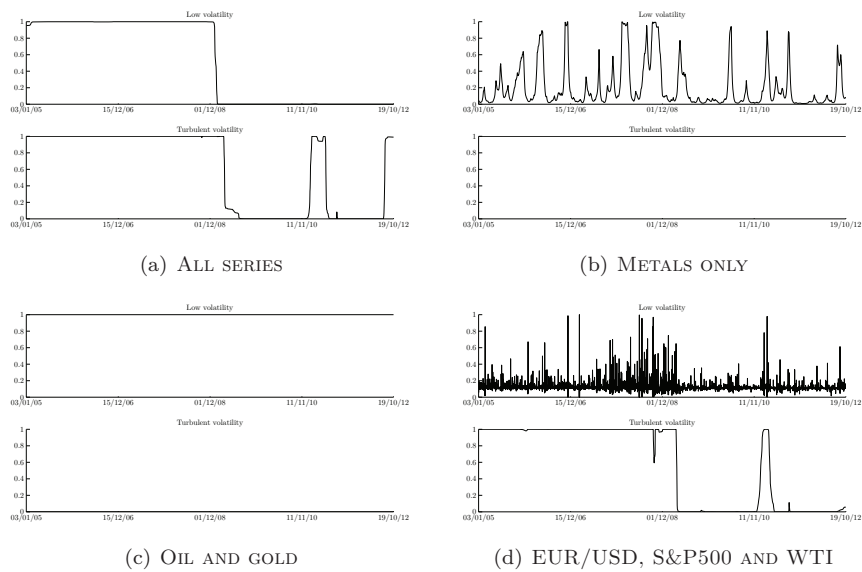 Low volatility
1
0.8
0.6
0.4
0.2
0
03/01/05 15/12/06 01/12/08 11/11/10 19/10/12
Turbulent volatility
1
0.8
0.6
0.4
0.2
0
03/01/05 15/12/06 01/12/08 11/11/10 19/10/12
(a) ALL SERIES
Low volatility
1
0.8
0.6
0.4
0.2
0
03/01/05 15/12/06 01/12/08 11/11/10 19/10/12
Turbulent volatility
1
0.8
0.6
0.4
0.2
0
03/01/05 15/12/06 01/12/08 11/11/10 19/10/12
(b) METALS ONLY
Low volatility
1
0.8
0.6
0.4
0.2
0
03/01/05 15/12/06 01/12/08 11/11/10 19/10/12
Turbulent volatility
1
0.8
0.6
0.4
0.2
0
03/01/05 15/12/06 01/12/08 11/11/10 19/10/12
(c) OIL AND GOLD
Low volatility
1
0.8
0.6
0.4
0.2
0
03/01/05 15/12/06 01/12/08 11/11/10 19/10/12
Turbulent volatility
1
0.8
0.6
0.4
0.2
0
03/01/05 15/12/06 01/12/08 11/11/10 19/10/12
(d) EUR/USD, S&P500 AND WTI